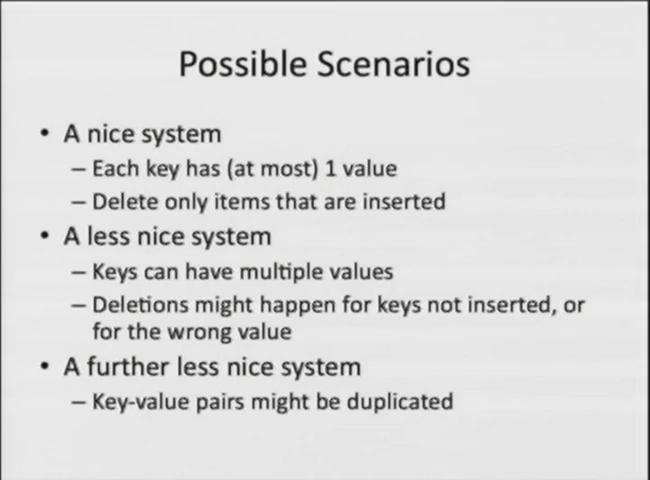 Possible Scenarios
• A nice system
– Each key has (at most) 1 value
– Delete only items that are inserted
• A less nice system
– Keys can have multiple values
– Deletions might happen for keys not inserted, or
for the wrong value
• A further less nice system
– Key-value pairs might be duplicated